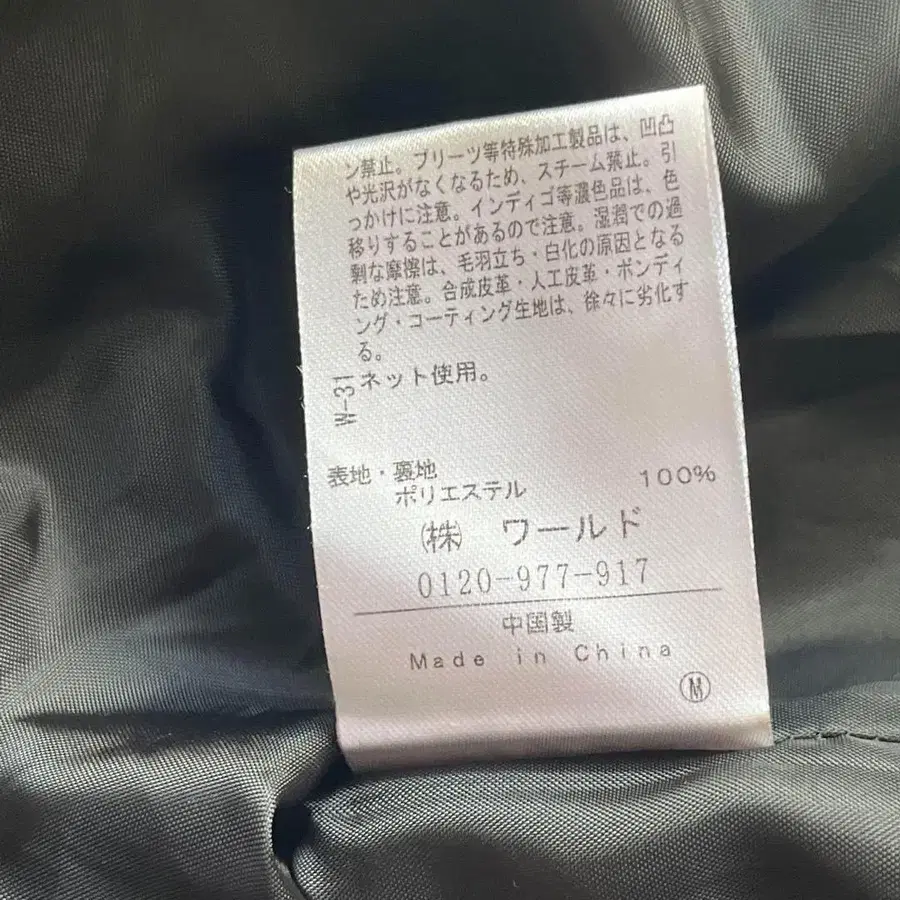 ン禁止。プリーツ等特殊加工製品は、凹凸
や光沢がなくなるため、スチーム禁止。引
っかけに注意。インディゴ等濃色品は、色
移りすることがあるので注意。湿潤での過
剰な摩擦は、毛羽立ち・白化の原因となる
ため注意。合成皮革・人工皮革・ボンディ
ング・コーティング生地は、徐々に劣化す
る。
ネット使用。
W-31
表地・裏地
ポリエステル 100%
㈱ ワールド
0120-977-917
中国製
Made in China
Ⓜ